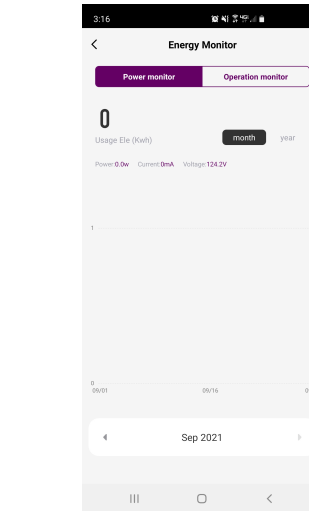 3:16
Energy Monitor
Power monitor Operation monitor
0
Usage Ele (Kwh) month year
Power:0.0w Current:0mA Voltage:124.2V
1
0
09/01 09/16 0
Sep 2021